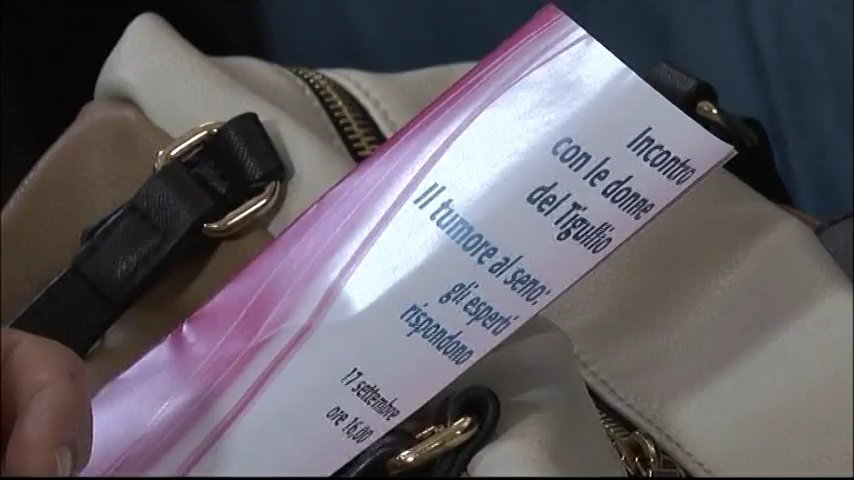 Incontro
con le donne
del Tigullio
Il tumore al seno:
gli esperti
rispondono
17 settembre
ore 16,00